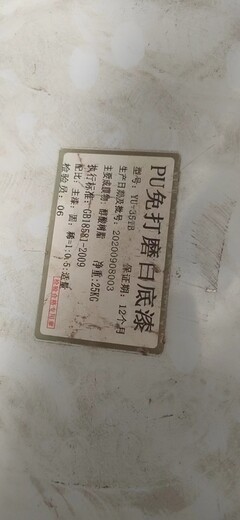 PU免打磨白底漆
型号：YU-351B 保证期：12个月
生产日期及批号：20200908003
主要成膜物：醇酸树脂 净重：25KG
执行标准：GB18581-2009
配比：主漆：固：稀=1:0.5:适量
检验员：06